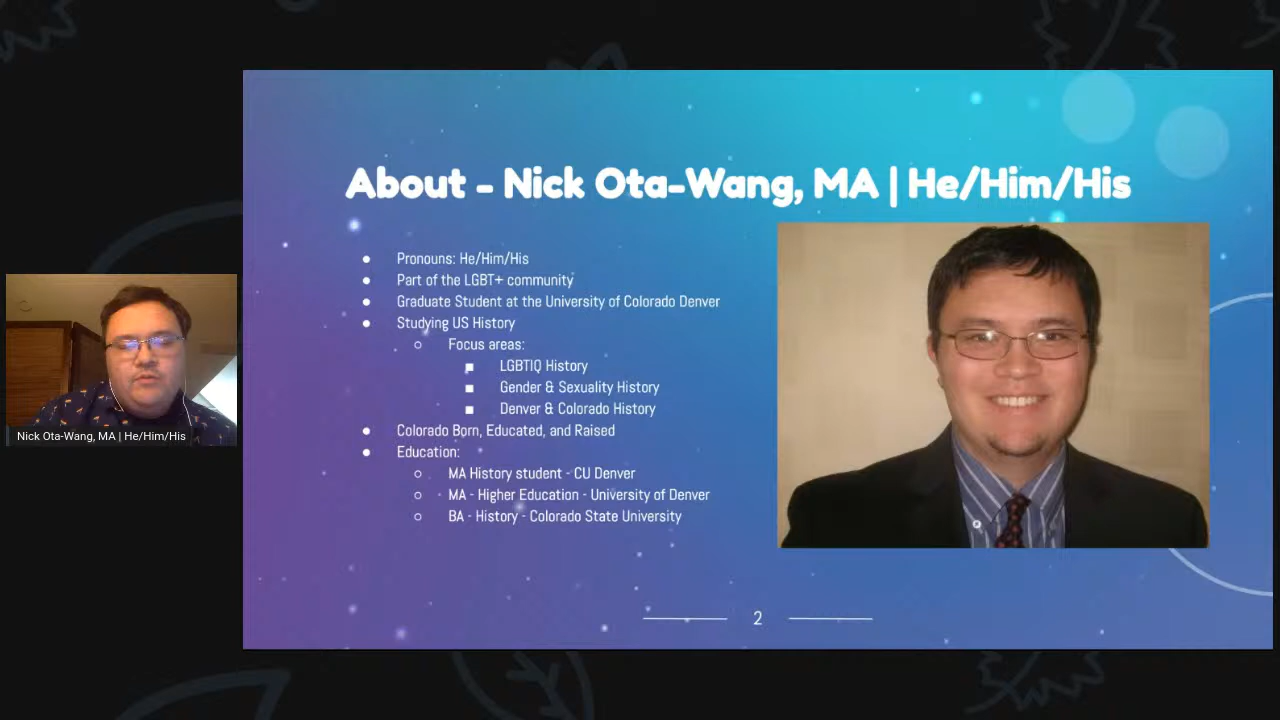 About - Nick Ota-Wang, MA | He/Him/His
● Pronouns: He/Him/His
● Part of the LGBT+ community
● Graduate Student at the University of Colorado Denver
● Studying US History
○ Focus areas:
■ LGBTIQ History
■ Gender & Sexuality History
■ Denver & Colorado History
● Colorado Born, Educated, and Raised
● Education:
○ MA History student - CU Denver
○ MA - Higher Education - University of Denver
○ BA - History - Colorado State University
2
Nick Ota-Wang, MA | He/Him/His